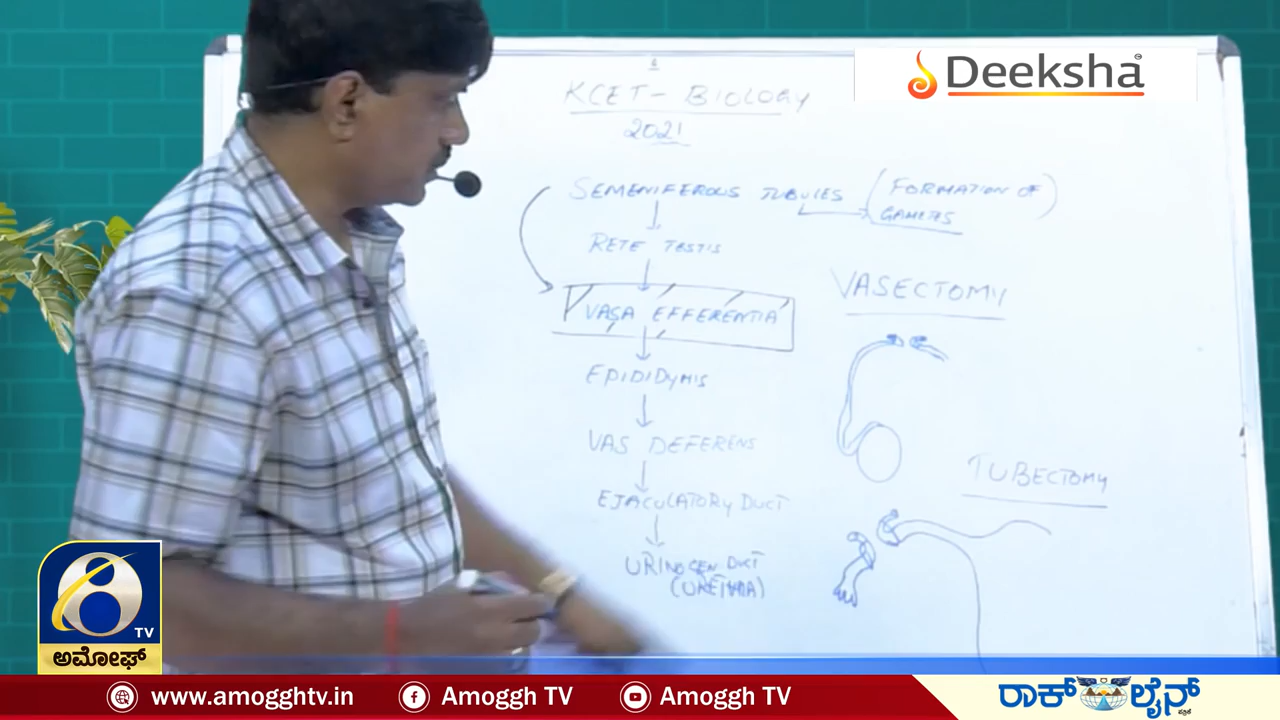 Deeksha
KCET - BIOLOGY
2021
SEMENIFEROUS TUBULES
(FORMATION OF
GAMETES)
RETE TESTIS
VASA EFFERENTIA
EPIDIDYMIS
VAS DEFERENS
EJACULATORY DUCT
URINOGEN DUCT
(URETHRA)
VASECTOMY
TUBECTOMY
8
TV
ಅಮೋಘ್
www.amogghtv.in
Amoggh TV
Amoggh TV
ರಾಕ್ ಲೈನ್